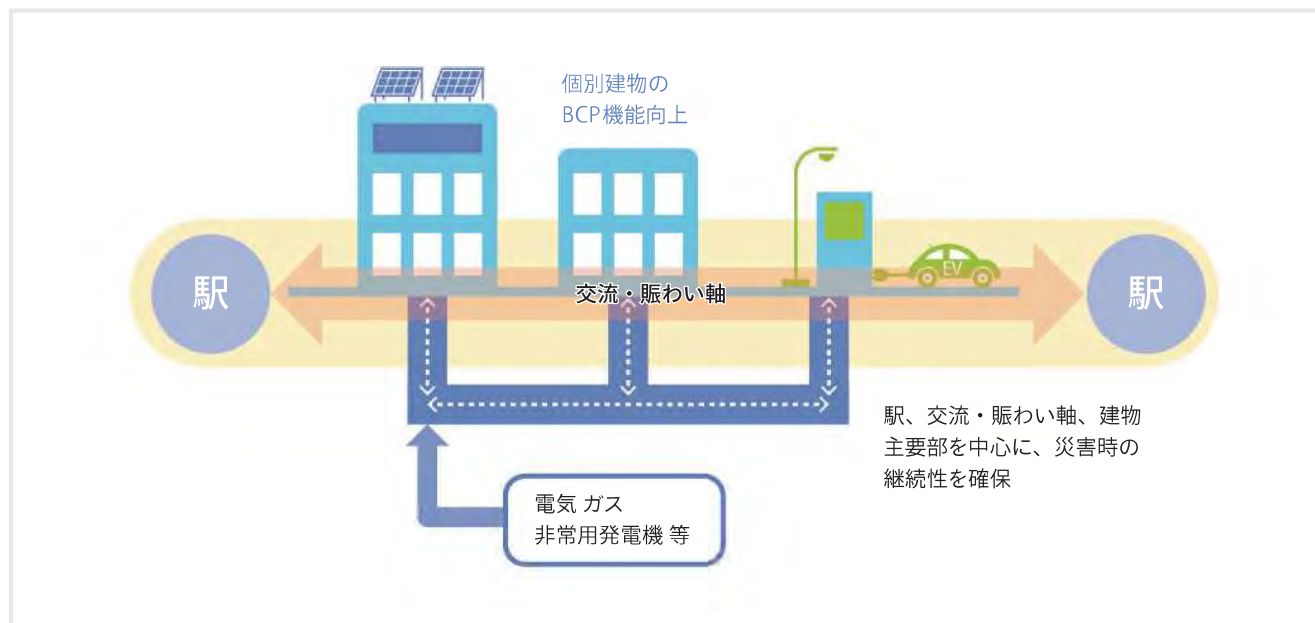 個別建物の
BCP機能向上
駅
交流・賑わい軸
EV
駅
駅、交流・賑わい軸、建物
主要部を中心に、災害時の
継続性を確保
電気 ガス
非常用発電機 等